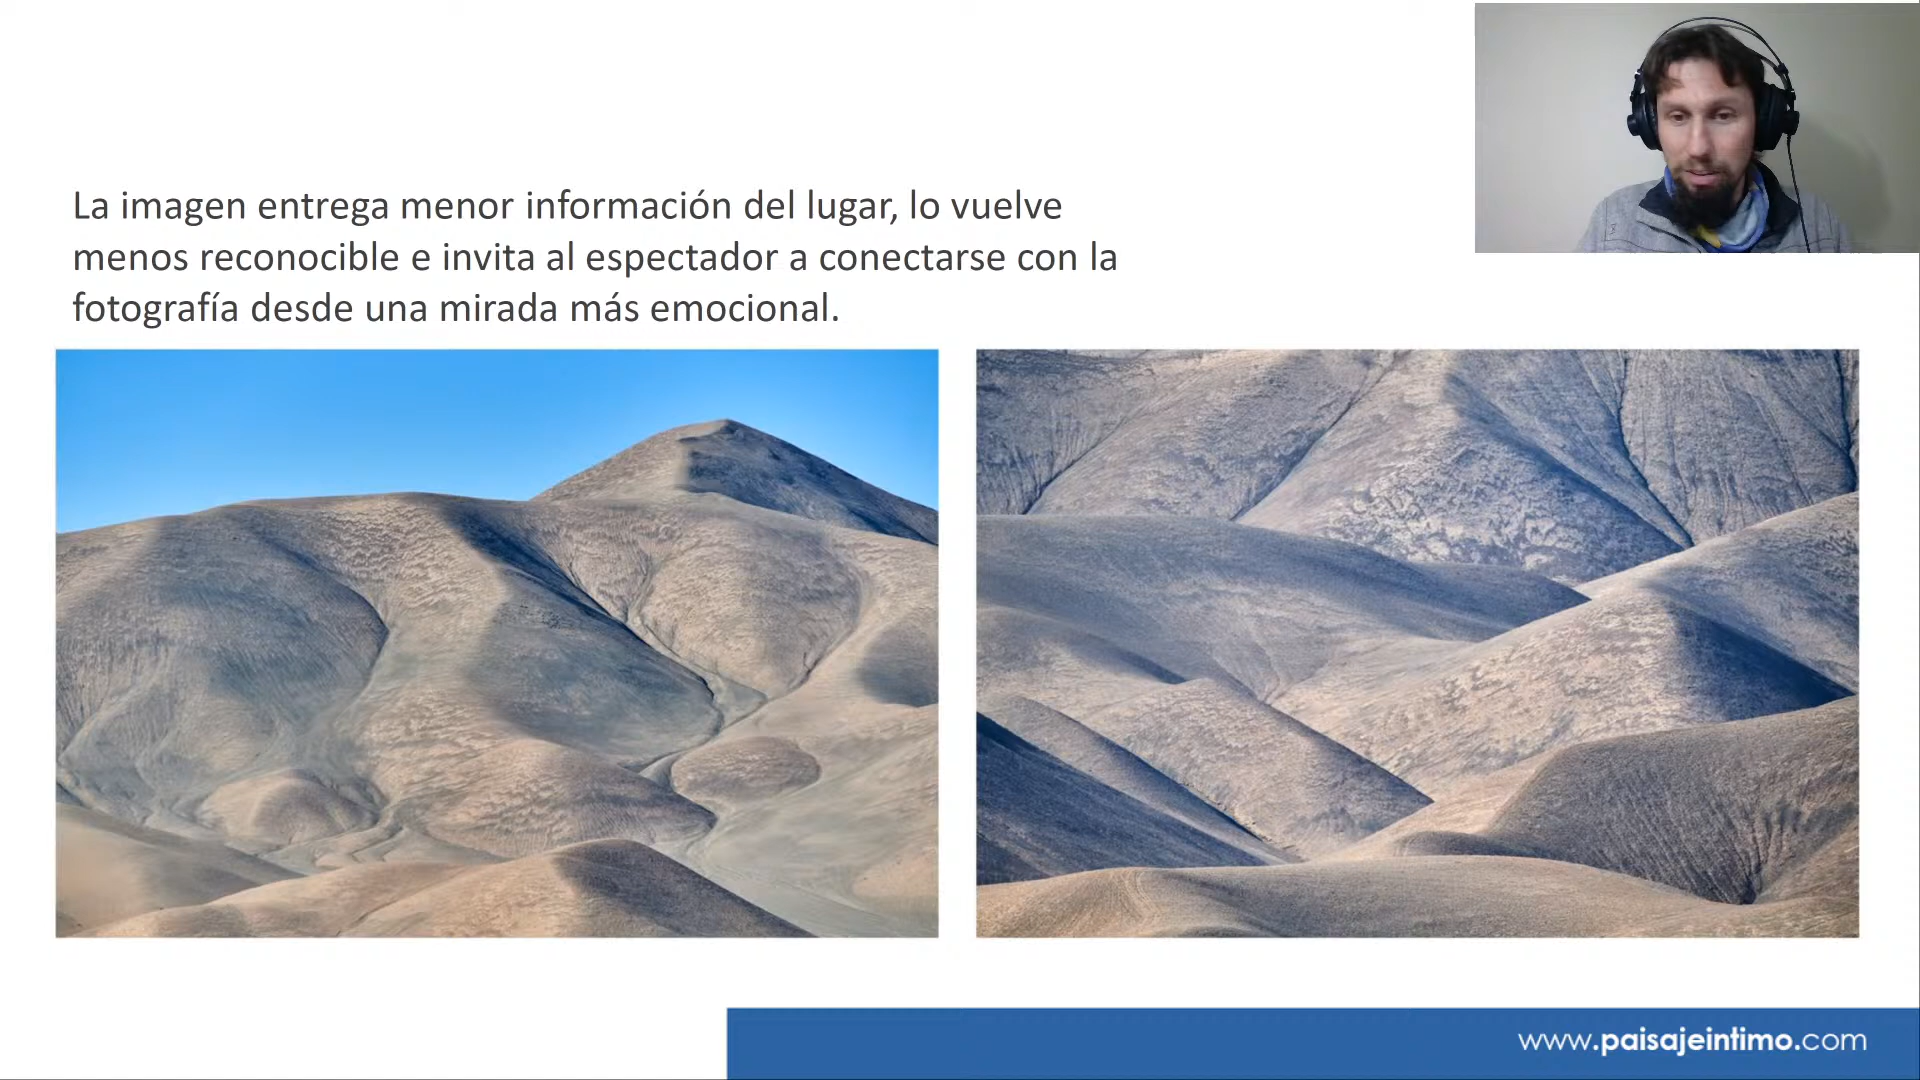 La imagen entrega menor información del lugar, lo vuelve
menos reconocible e invita al espectador a conectarse con la
fotografía desde una mirada más emocional.
www.paisajeintimo.com